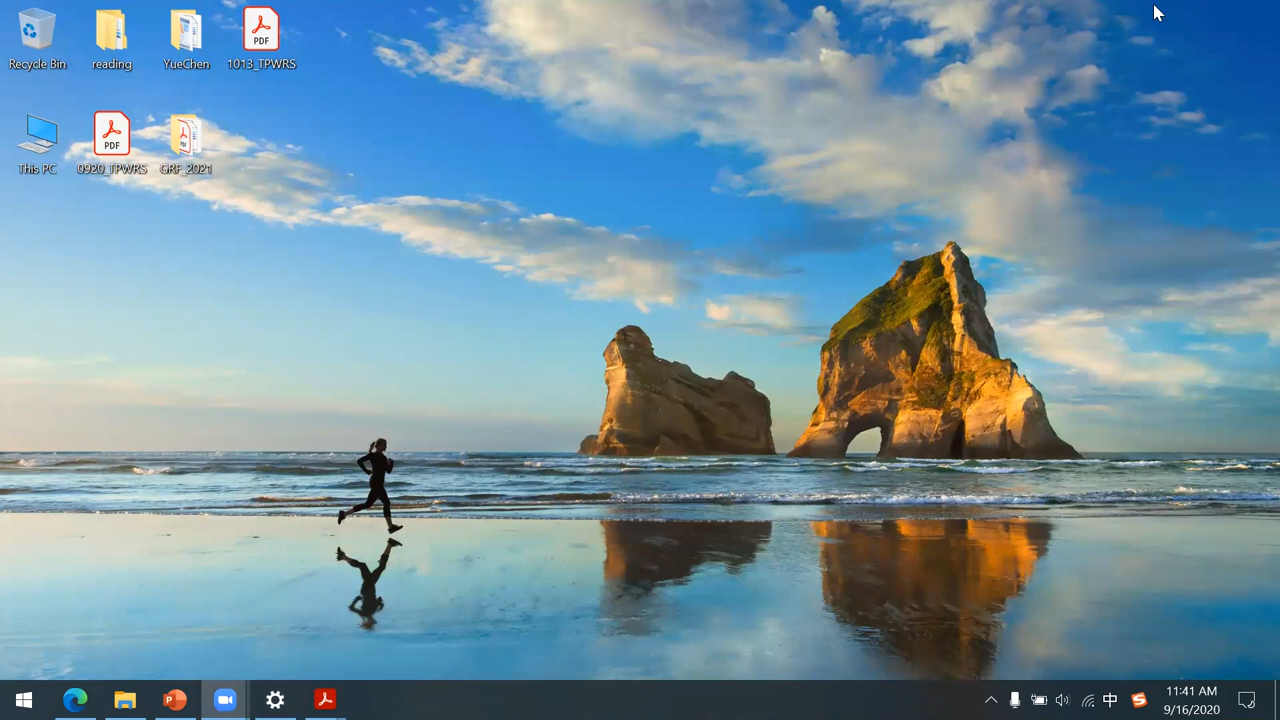 Recycle Bin
reading
YueChen
PDF
1013_TPWRS
This PC
PDF
0920_TPWRS
GRF_2021
P
中
S
11:41 AM
9/16/2020